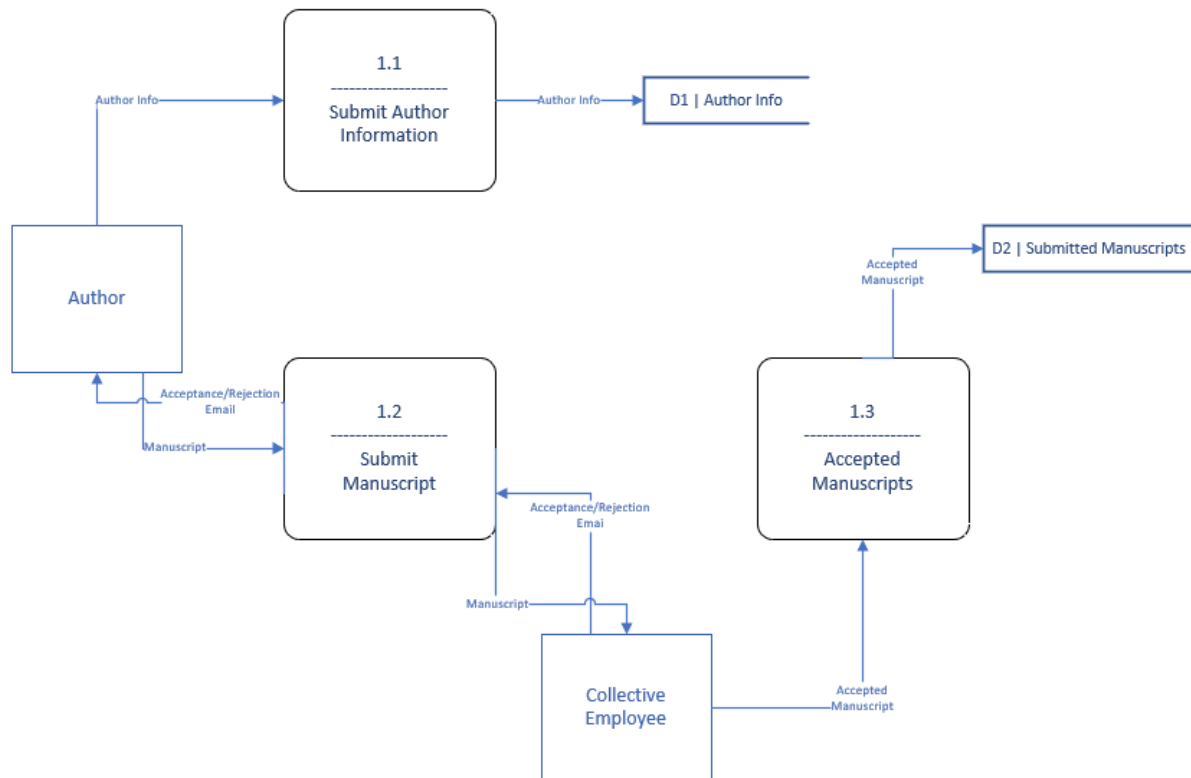 1.1
--------------------
Submit Author
Information
Author Info
Author Info
D1 | Author Info
D2 | Submitted Manuscripts
Accepted
Manuscript
Author
Acceptance/Rejection
Email
Manuscript
1.2
--------------------
Submit
Manuscript
1.3
--------------------
Accepted
Manuscripts
Acceptance/Rejection
Emai
Manuscript
Collective
Employee
Accepted
Manuscript